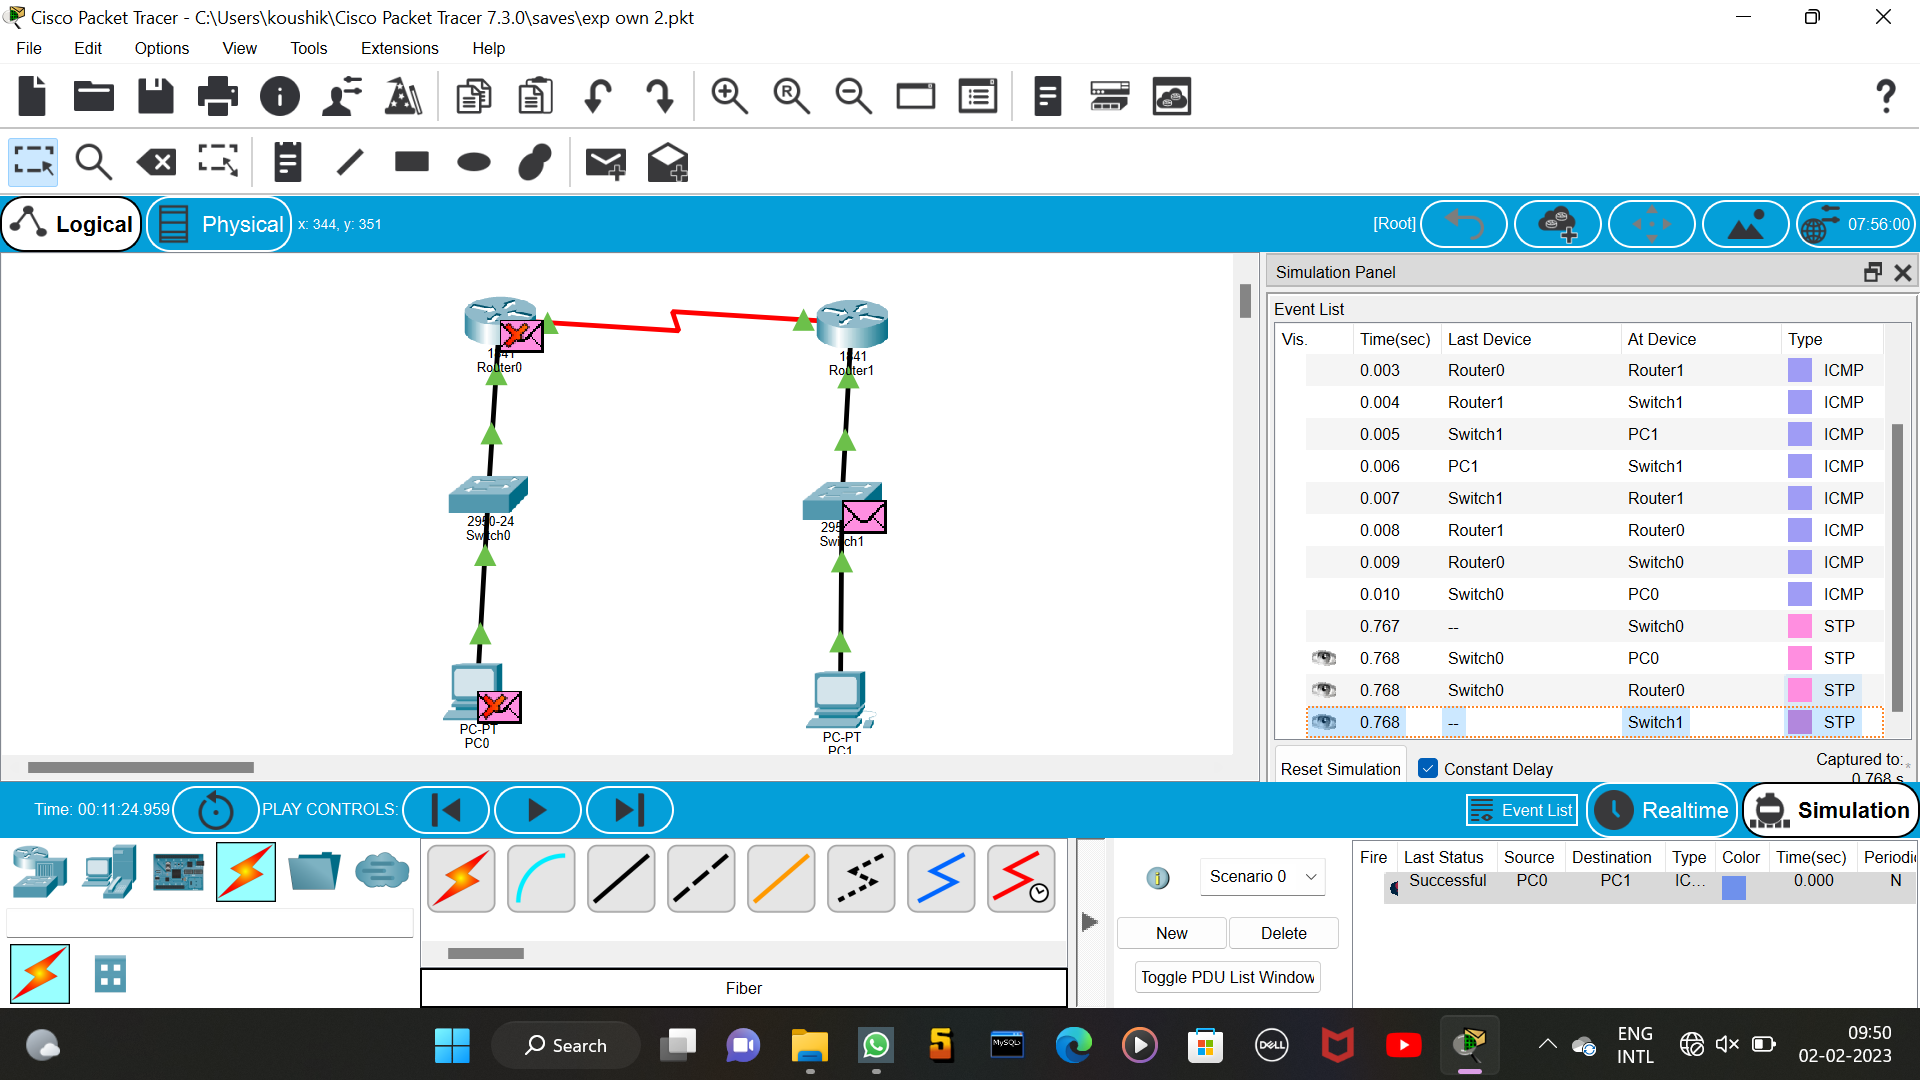 Cisco Packet Tracer - C:\Users\koushik\Cisco Packet Tracer 7.3.0\saves\exp own 2.pkt
File Edit Options View Tools Extensions Help
Logical Physical x: 344, y: 351 [Root] 07:56:00
Simulation Panel
Event List
Vis. Time(sec) Last Device At Device Type
0.003 Router0 Router1 ICMP
0.004 Router1 Switch1 ICMP
0.005 Switch1 PC1 ICMP
0.006 PC1 Switch1 ICMP
0.007 Switch1 Router1 ICMP
0.008 Router1 Router0 ICMP
0.009 Router0 Switch0 ICMP
0.010 Switch0 PC0 ICMP
0.767 -- Switch0 STP
0.768 Switch0 PC0 STP
0.768 Switch0 Router0 STP
0.768 -- Switch1 STP
Reset Simulation Constant Delay Captured to:
0.768 s
1841
Router0
1841
Router1
2950-24
Switch0
295
Switch1
PC-PT
PC0
PC-PT
PC1
Time: 00:11:24.959 PLAY CONTROLS: Event List Realtime Simulation
Fiber
Scenario 0
New Delete
Toggle PDU List Window
Fire Last Status Source Destination Type Color Time(sec) Periodic
Successful PC0 PC1 IC... 0.000 N
Search
MySQL
DELL
ENG
INTL
09:50
02-02-2023